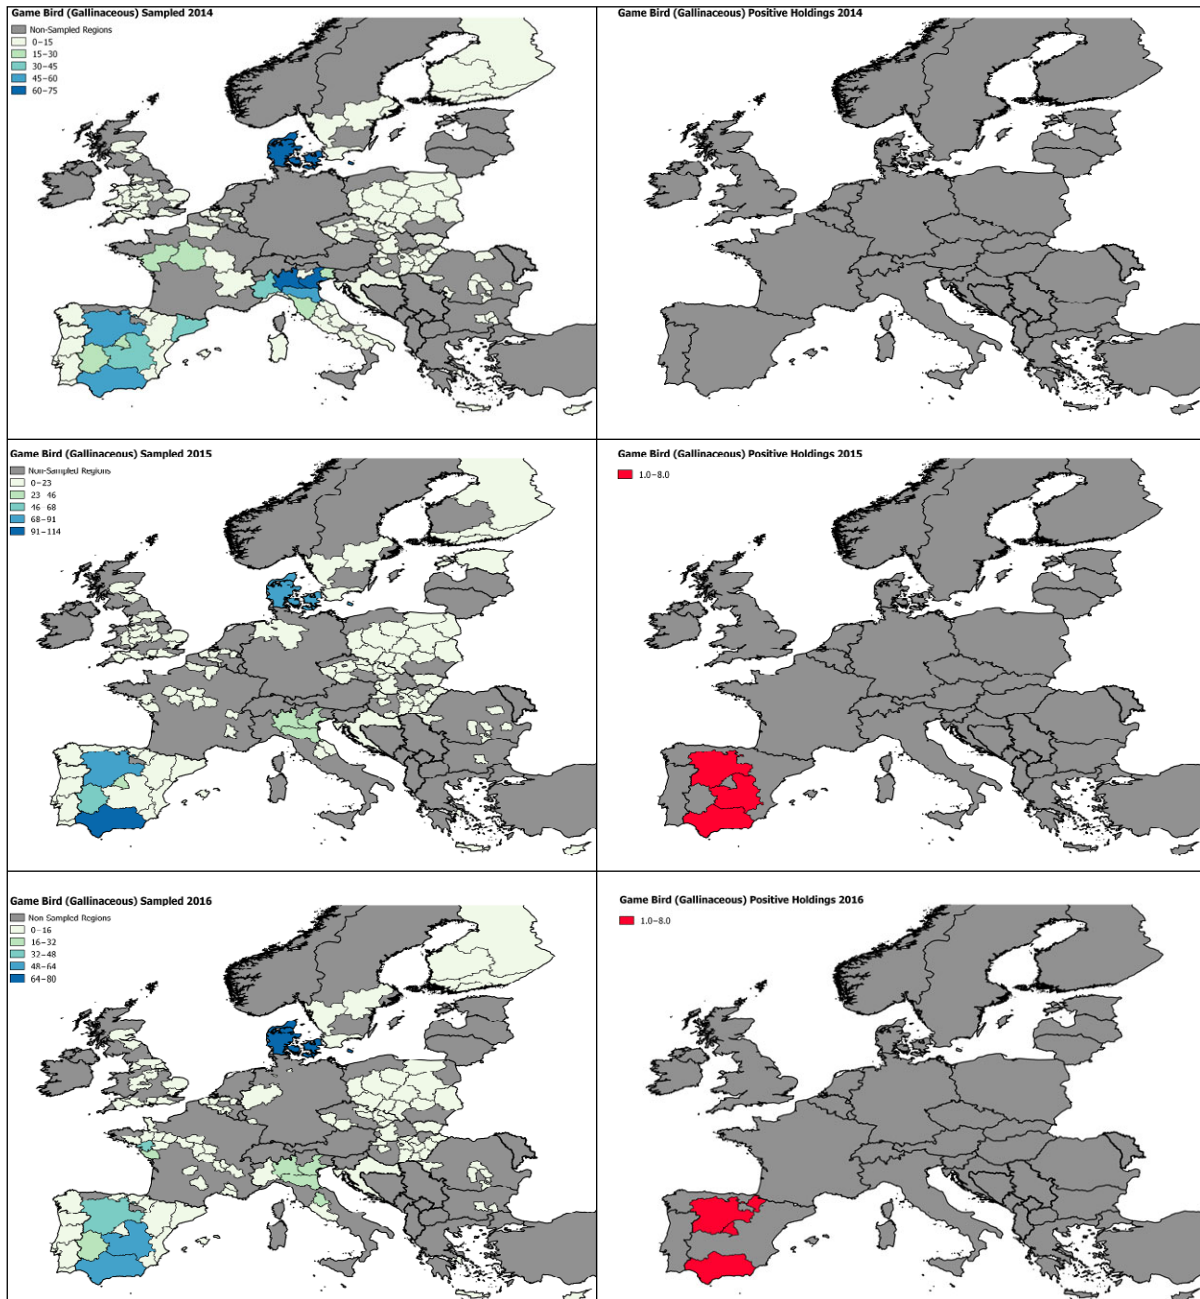 Game Bird (Gallinaceous) Sampled 2014
Non-Sampled Regions
0–15
15–30
30–45
45–60
60–75
Game Bird (Gallinaceous) Positive Holdings 2014
Game Bird (Gallinaceous) Sampled 2015
Non-Sampled Regions
0–23
23 46
46–68
68–91
91–114
Game Bird (Gallinaceous) Positive Holdings 2015
1.0–8.0
Game Bird (Gallinaceous) Sampled 2016
Non Sampled Regions
0–16
16–32
32–48
48–64
64–80
Game Bird (Gallinaceous) Positive Holdings 2016
1.0–8.0